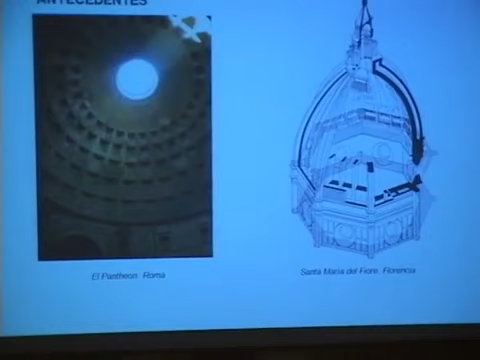 ANTECEDENTES
El Pantheon. Roma
Santa Maria del Fiore. Florencia